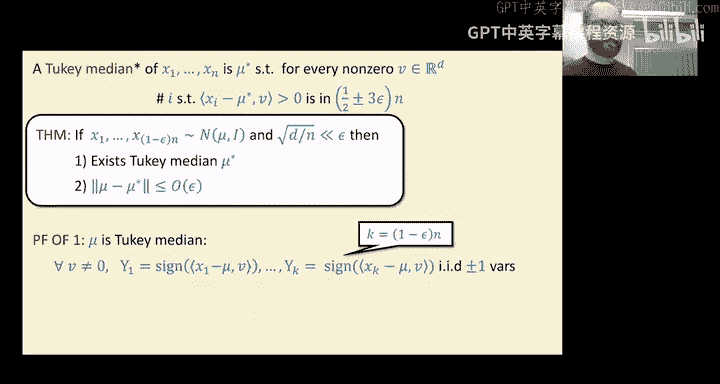 GPT中英字幕课程资源 bilibili
A Tukey median* of x₁, …, xₙ is μ* s.t. for every nonzero v ∈ ℝᵈ
# i s.t. ⟨xᵢ − μ*, v⟩ > 0 is in (1/2 ± 3ϵ) n
THM: If x₁, …, x₍₁₋ϵ₎ₙ ~ N(μ, I) and √(d/n) ≪ ϵ then
1) Exists Tukey median μ*
2) ‖μ − μ*‖ ≤ O(ϵ)
k = (1 − ϵ)n
PF OF 1: μ is Tukey median:
∀ v ≠ 0, Y₁ = sign(⟨x₁−μ, v⟩), …, Yₖ = sign(⟨xₖ − μ, v⟩) i.i.d ±1 vars